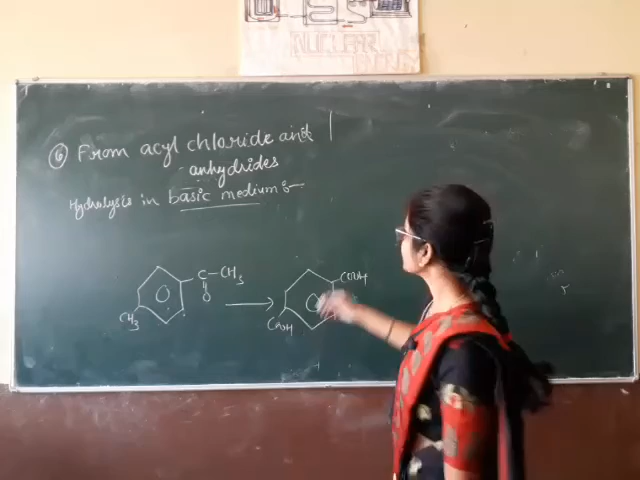 NUCLEAR
6 From acyl chloride and
anhydrides
Hydrolysis in basic medium :-
C-CH3
O
CH3
COOH
COOH